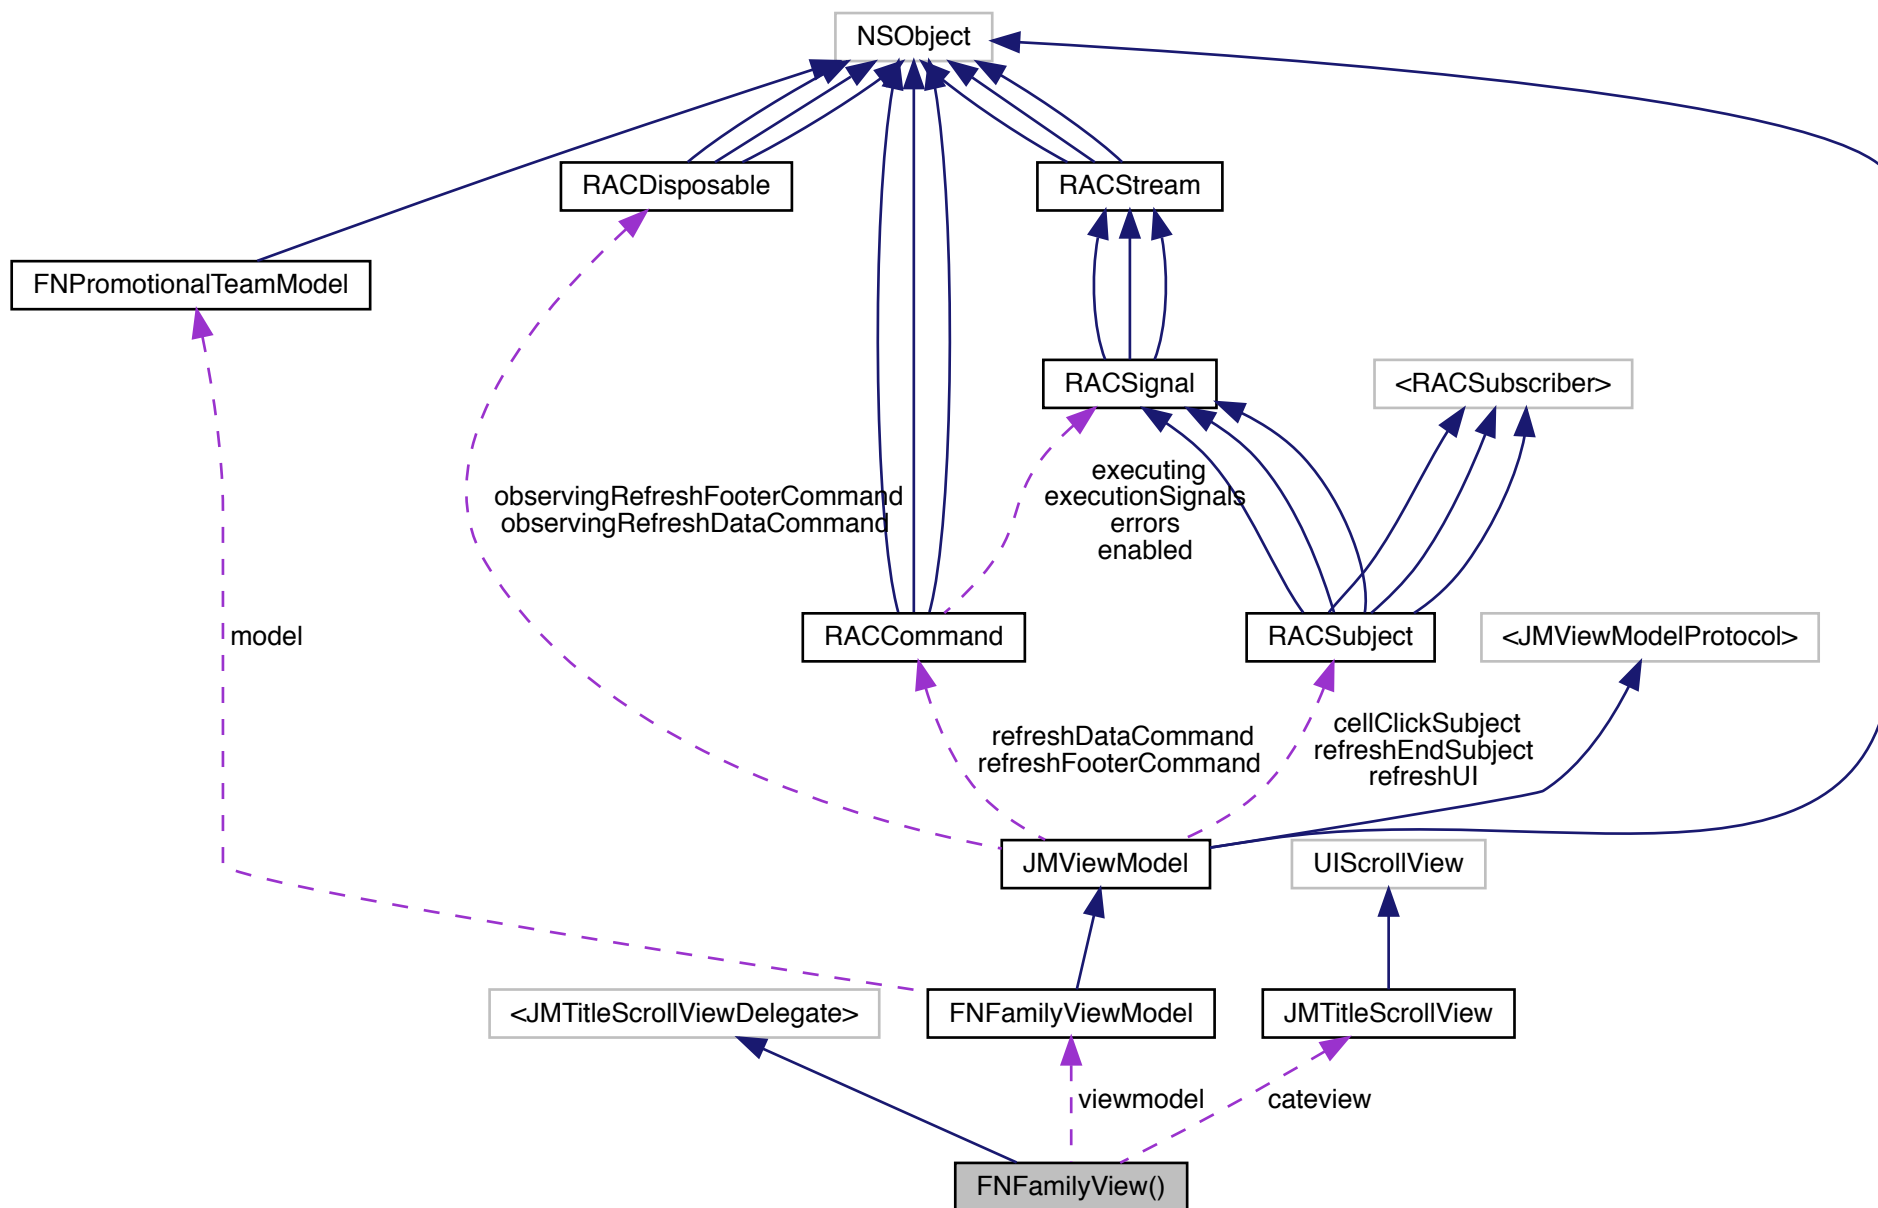 NSObject
RACDisposable
RACStream
FNPromotionalTeamModel
RACSignal
<RACSubscriber>
observingRefreshFooterCommand
observingRefreshDataCommand
executing
executionSignals
errors
enabled
model
RACCommand
RACSubject
<JMViewModelProtocol>
refreshDataCommand
refreshFooterCommand
cellClickSubject
refreshEndSubject
refreshUI
JMViewModel
UIScrollView
<JMTitleScrollViewDelegate>
FNFamilyViewModel
JMTitleScrollView
viewmodel
cateview
FNFamilyView()